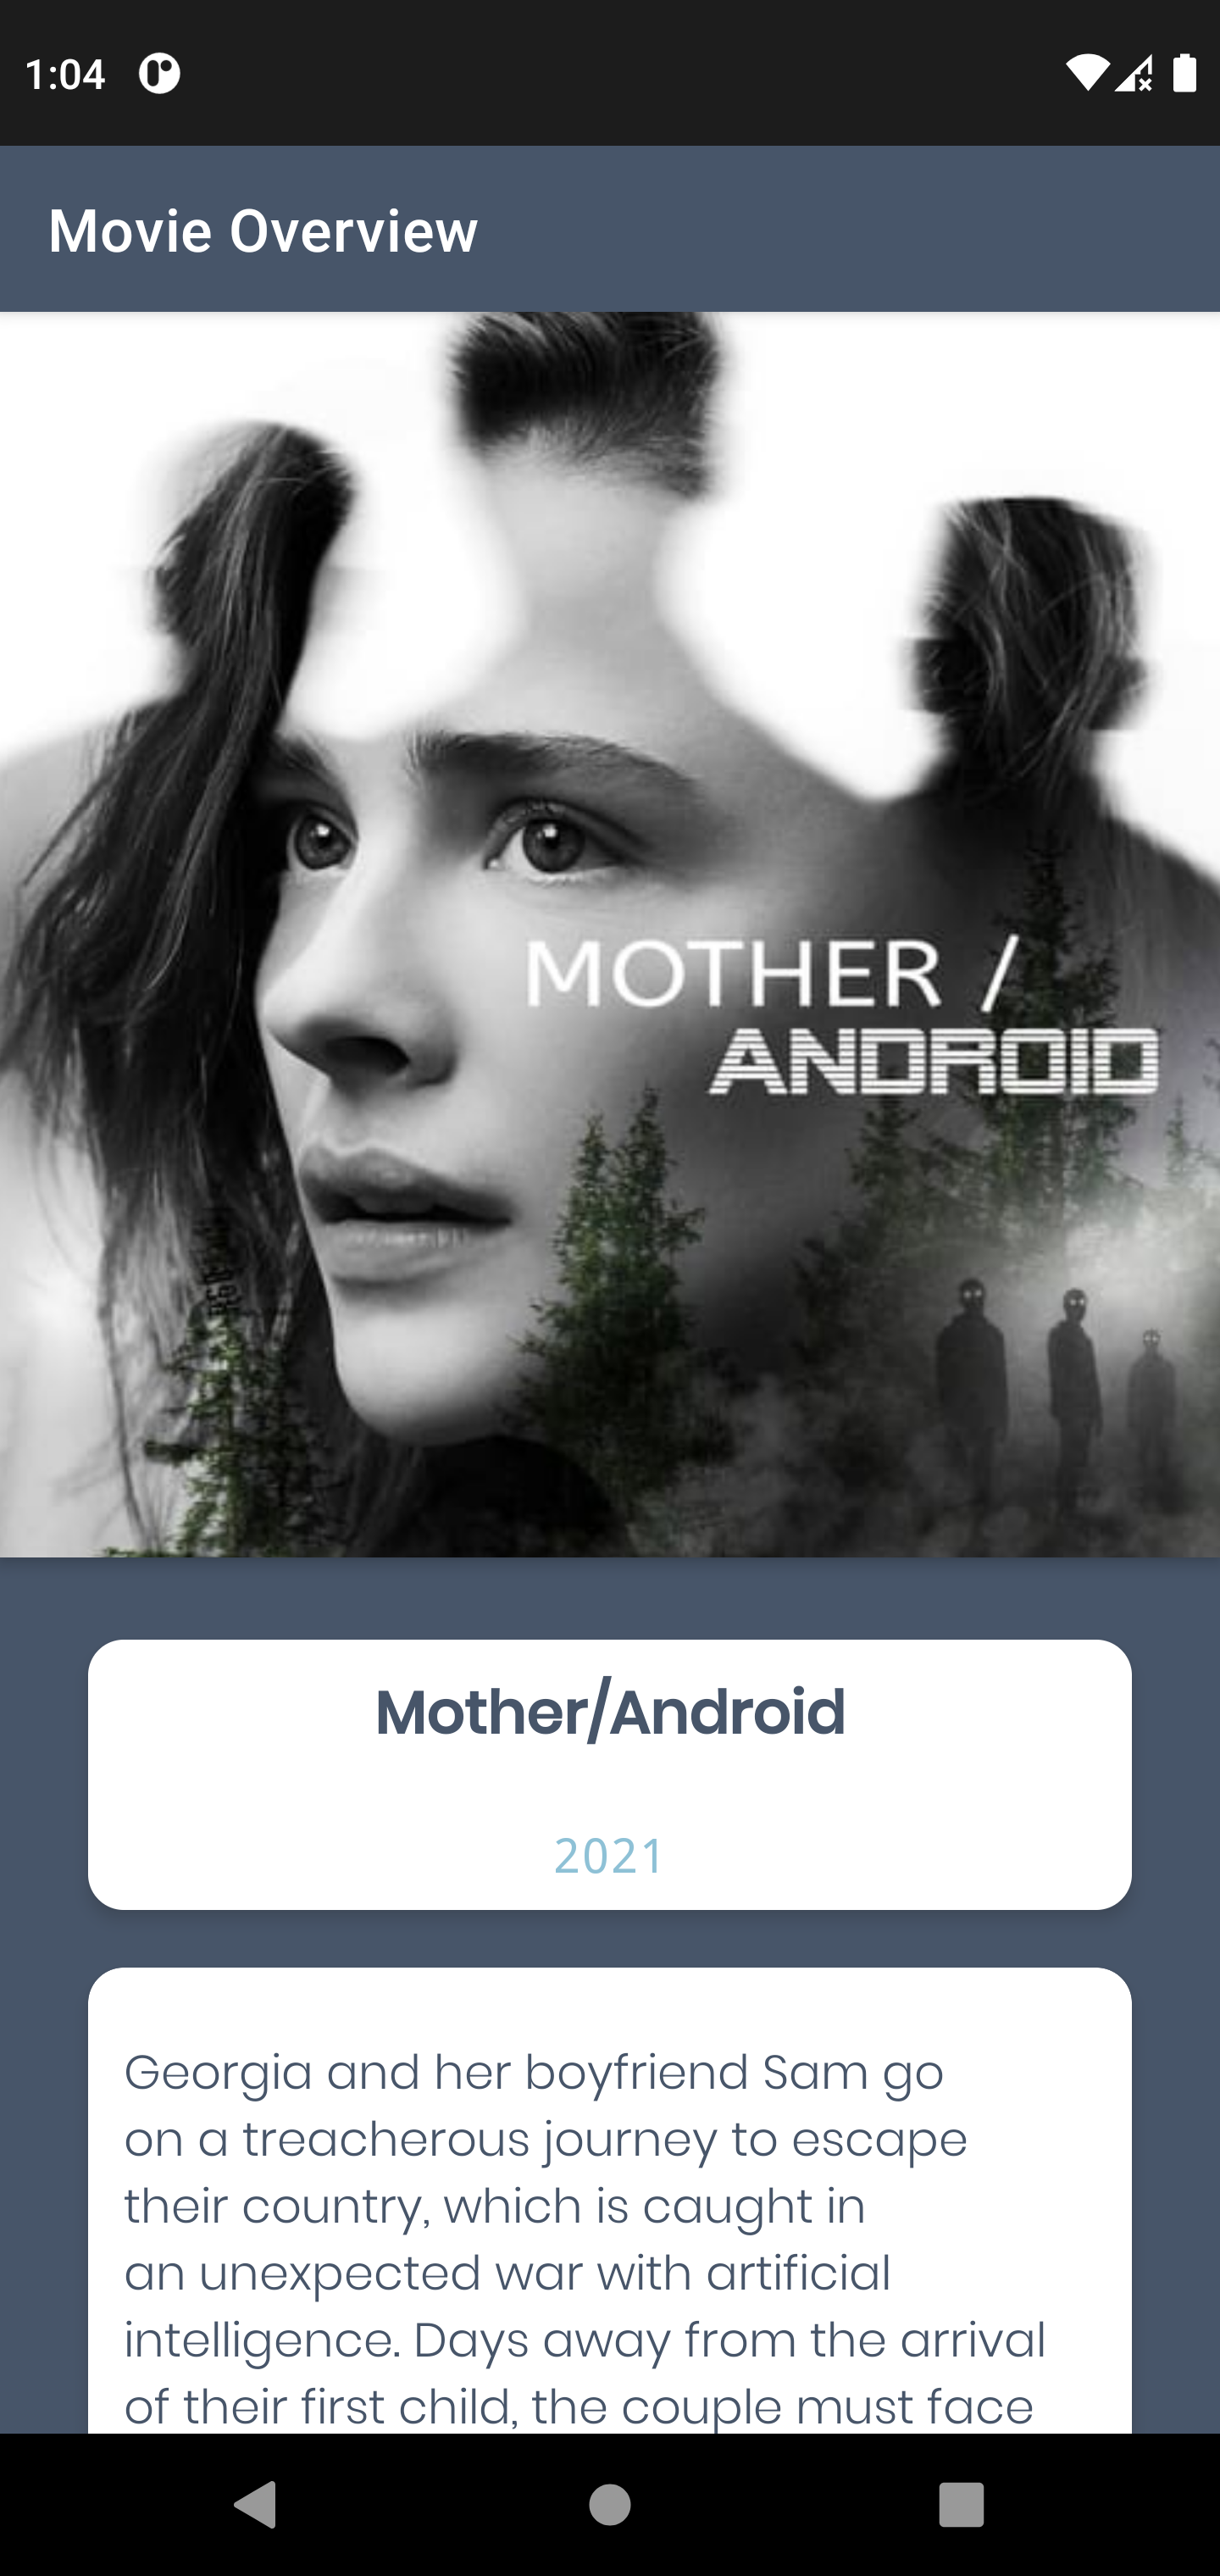 1:04
Movie Overview
MOTHER /
ANDROID
Mother/Android
2021
Georgia and her boyfriend Sam go
on a treacherous journey to escape
their country, which is caught in
an unexpected war with artificial
intelligence. Days away from the arrival
of their first child, the couple must face